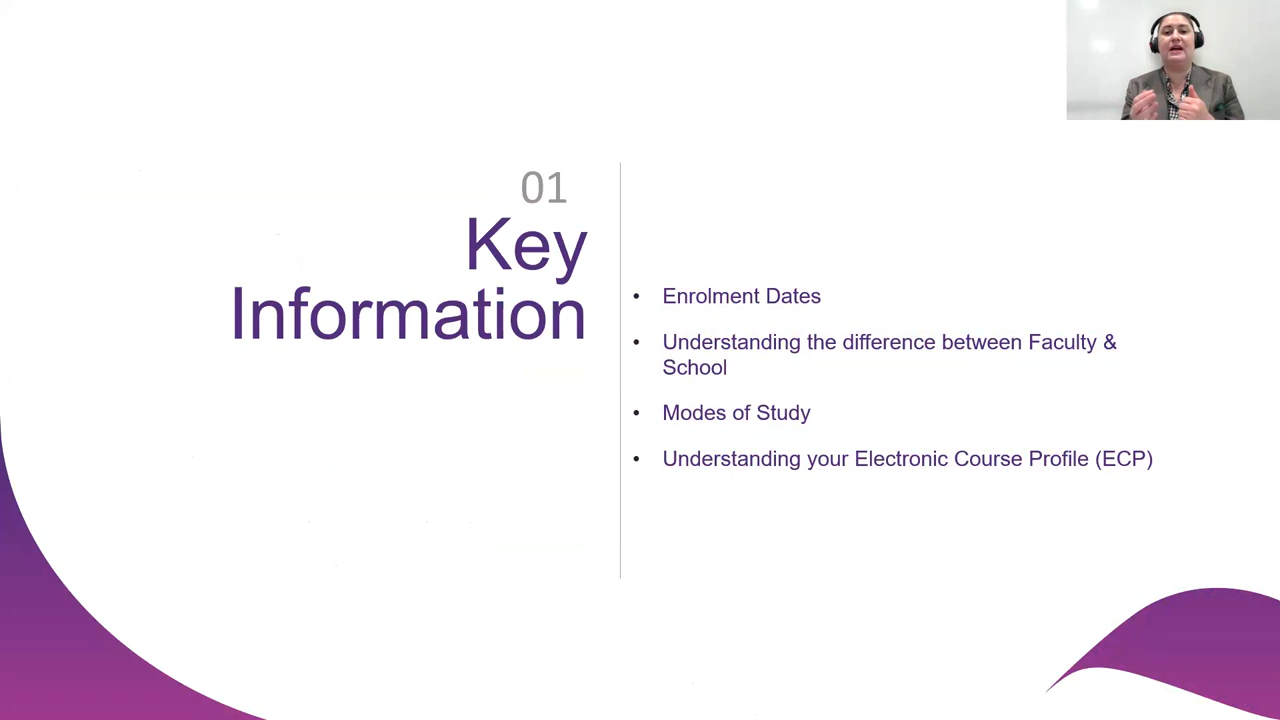 01
Key
Information
• Enrolment Dates
• Understanding the difference between Faculty &
School
• Modes of Study
• Understanding your Electronic Course Profile (ECP)